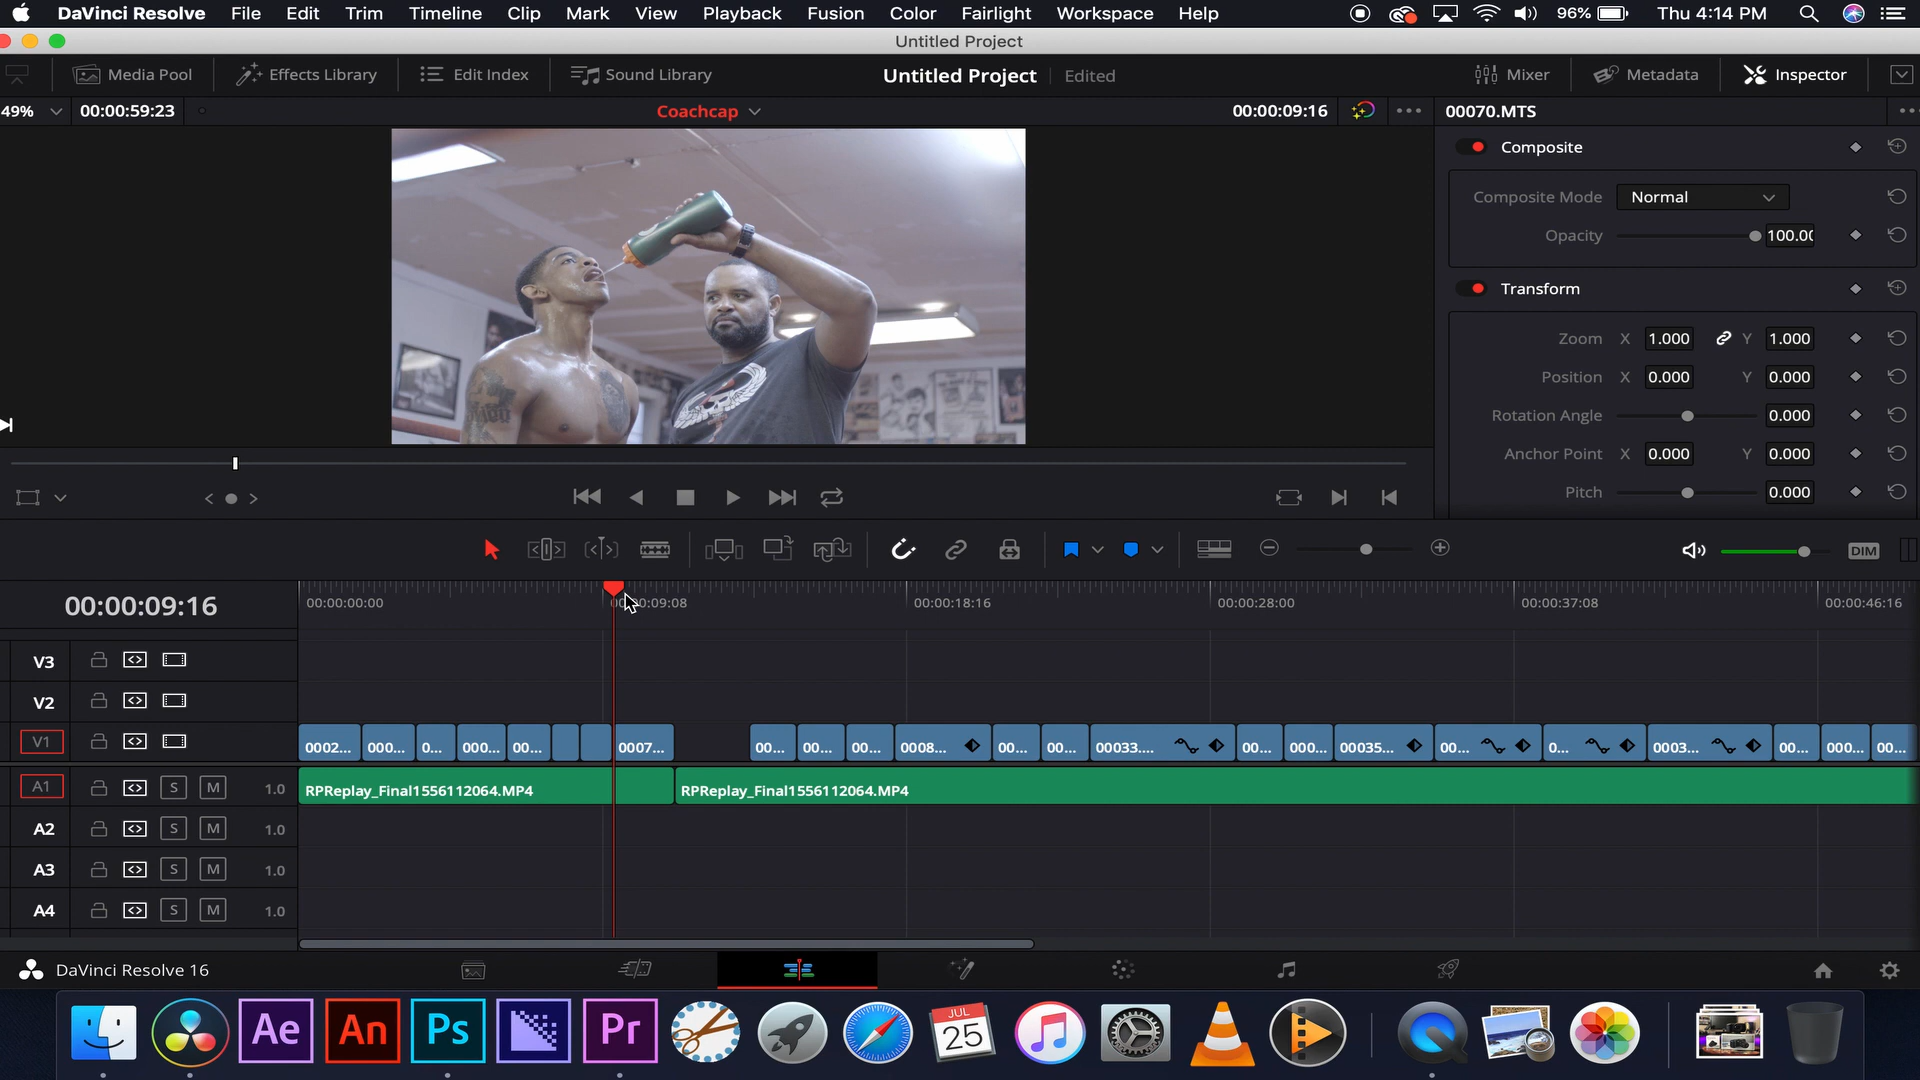 DaVinci Resolve File Edit Trim Timeline Clip Mark View Playback Fusion Color Fairlight Workspace Help 96% Thu 4:14 PM
Untitled Project
Media Pool Effects Library Edit Index Sound Library Untitled Project Edited Mixer Metadata Inspector
49% 00:00:59:23 Coachcap 00:00:09:16 00070.MTS
Composite
Composite Mode Normal
Opacity 100.00
Transform
Zoom X 1.000 Y 1.000
Position X 0.000 Y 0.000
Rotation Angle 0.000
Anchor Point X 0.000 Y 0.000
Pitch 0.000
DIM
00:00:09:16 00:00:00:00 00:00:09:08 00:00:18:16 00:00:28:00 00:00:37:08 00:00:46:16
V3
V2
V1 0002... 000... 0... 000... 00... 0007... 00... 00... 00... 0008... 00... 00... 00033.... 00... 000... 00035... 00... 0... 0003... 00... 000... 00...
A1 S M 1.0 RPReplay_Final1556112064.MP4 RPReplay_Final1556112064.MP4
A2 S M 1.0
A3 S M 1.0
A4 S M 1.0
DaVinci Resolve 16
Ae An Ps Pr JUL
25